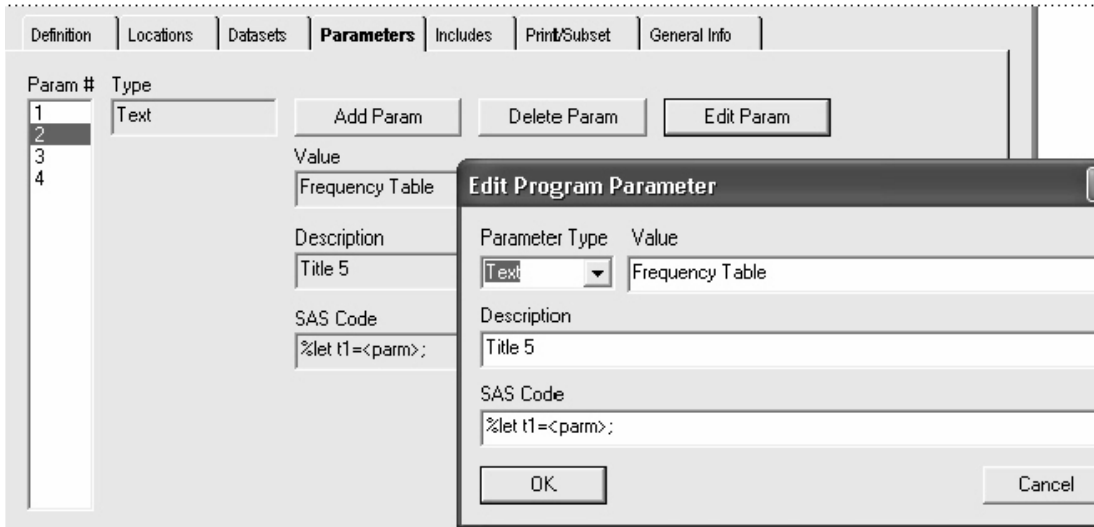 Definition Locations Datasets Parameters Includes Print/Subset General Info
Param # Type
1 Text Add Param Delete Param Edit Param
2
3 Value
4 Frequency Table
Description
Title 5
SAS Code
%let t1=<parm>;
Edit Program Parameter
Parameter Type Value
Text Frequency Table
Description
Title 5
SAS Code
%let t1=<parm>;
OK Cancel